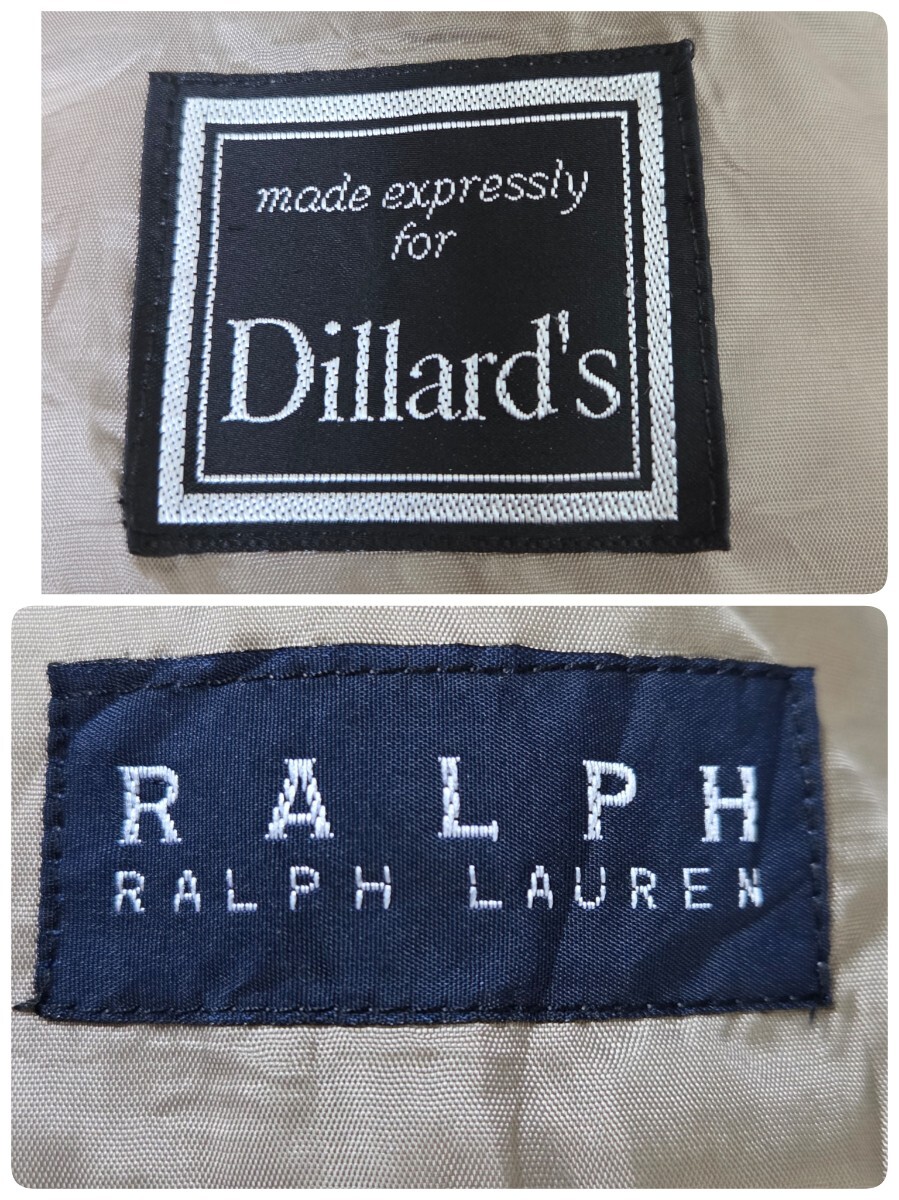 made expressly
for
Dillard's
RALPH
RALPH LAUREN